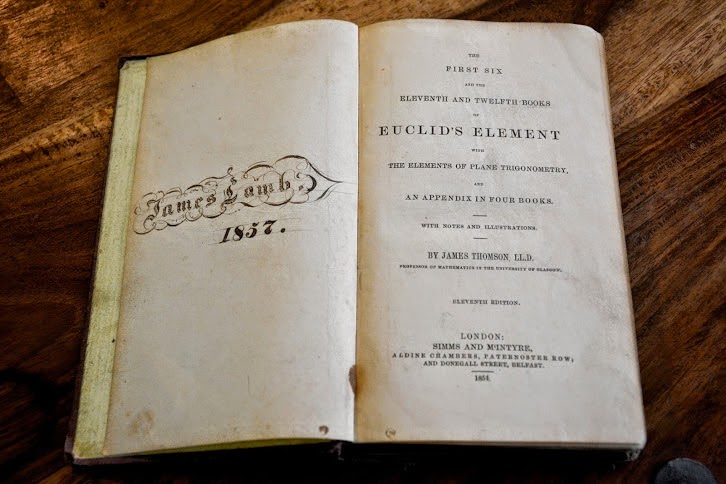 James Lamb
1857.
THE
FIRST SIX
AND THE
ELEVENTH AND TWELFTH BOOKS
OF
EUCLID'S ELEMENT
WITH
THE ELEMENTS OF PLANE TRIGONOMETRY,
AND
AN APPENDIX IN FOUR BOOKS.
WITH NOTES AND ILLUSTRATIONS.
BY JAMES THOMSON, LL.D.
PROFESSOR OF MATHEMATICS IN THE UNIVERSITY OF GLASGOW.
ELEVENTH EDITION.
LONDON:
SIMMS AND M'INTYRE,
ALDINE CHAMBERS, PATERNOSTER ROW;
AND DONEGALL STREET, BELFAST.
1854.